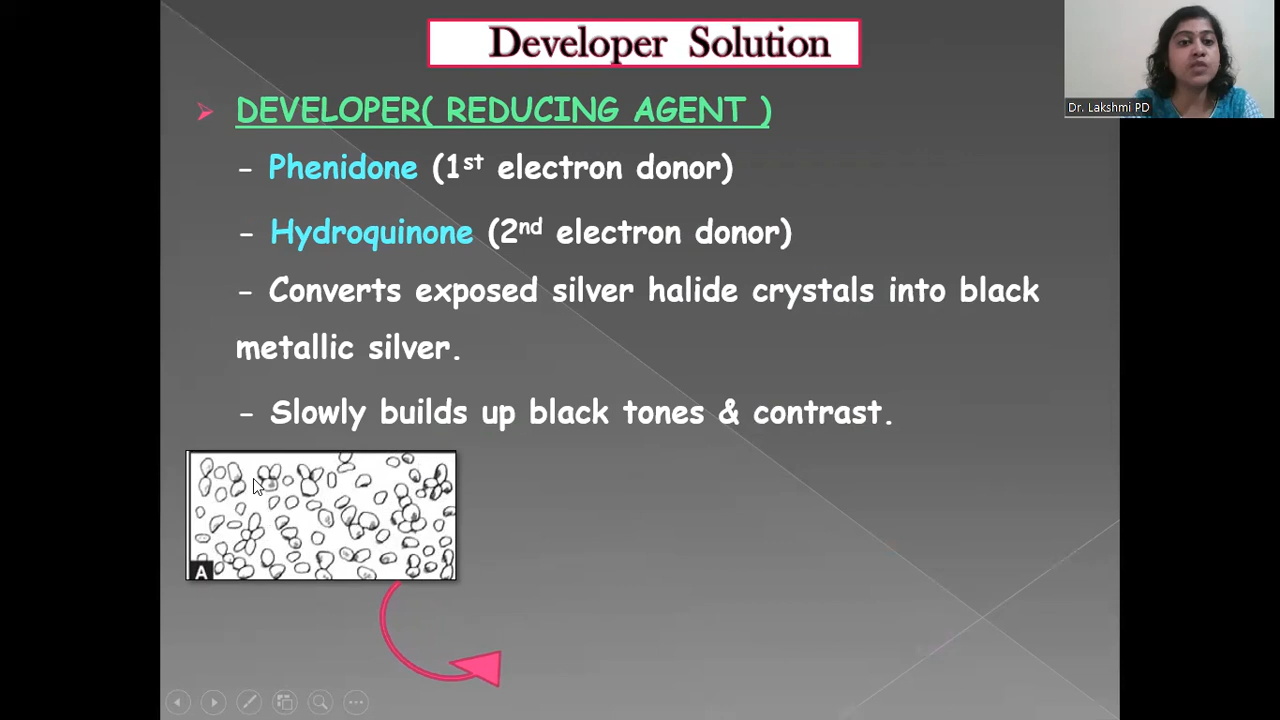 Developer Solution
Dr. Lakshmi PD
DEVELOPER( REDUCING AGENT )
- Phenidone (1st electron donor)
- Hydroquinone (2nd electron donor)
- Converts exposed silver halide crystals into black
metallic silver.
- Slowly builds up black tones & contrast.
A